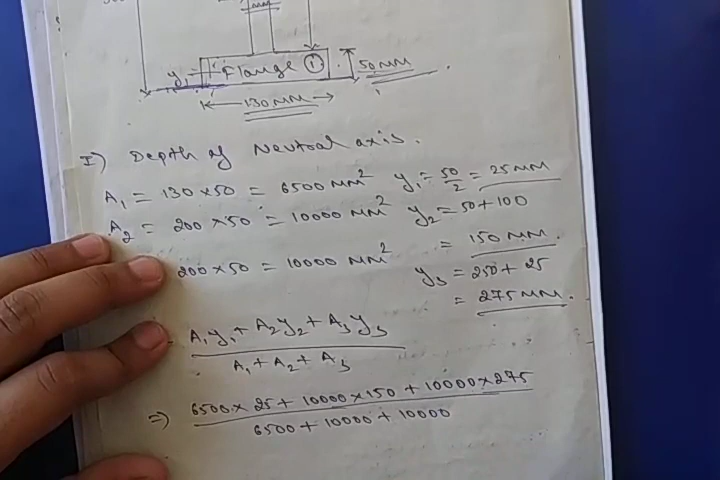 MM
y₁ Flange ① 50 MM
130 MM
I) Depth of Neutral axis.
A₁ = 130 × 50 = 6500 MM² y₁ = 50/2 = 25 MM
A₂ = 200 × 50 = 10000 MM² y₂ = 50 + 100
= 150 MM.
200 × 50 = 10000 MM²
y₃ = 250 + 25
= 275 MM.
A₁y₁ + A₂y₂ + A₃y₃
A₁ + A₂ + A₃
⇒ 6500 × 25 + 10000 × 150 + 10000 × 275
6500 + 10000 + 10000